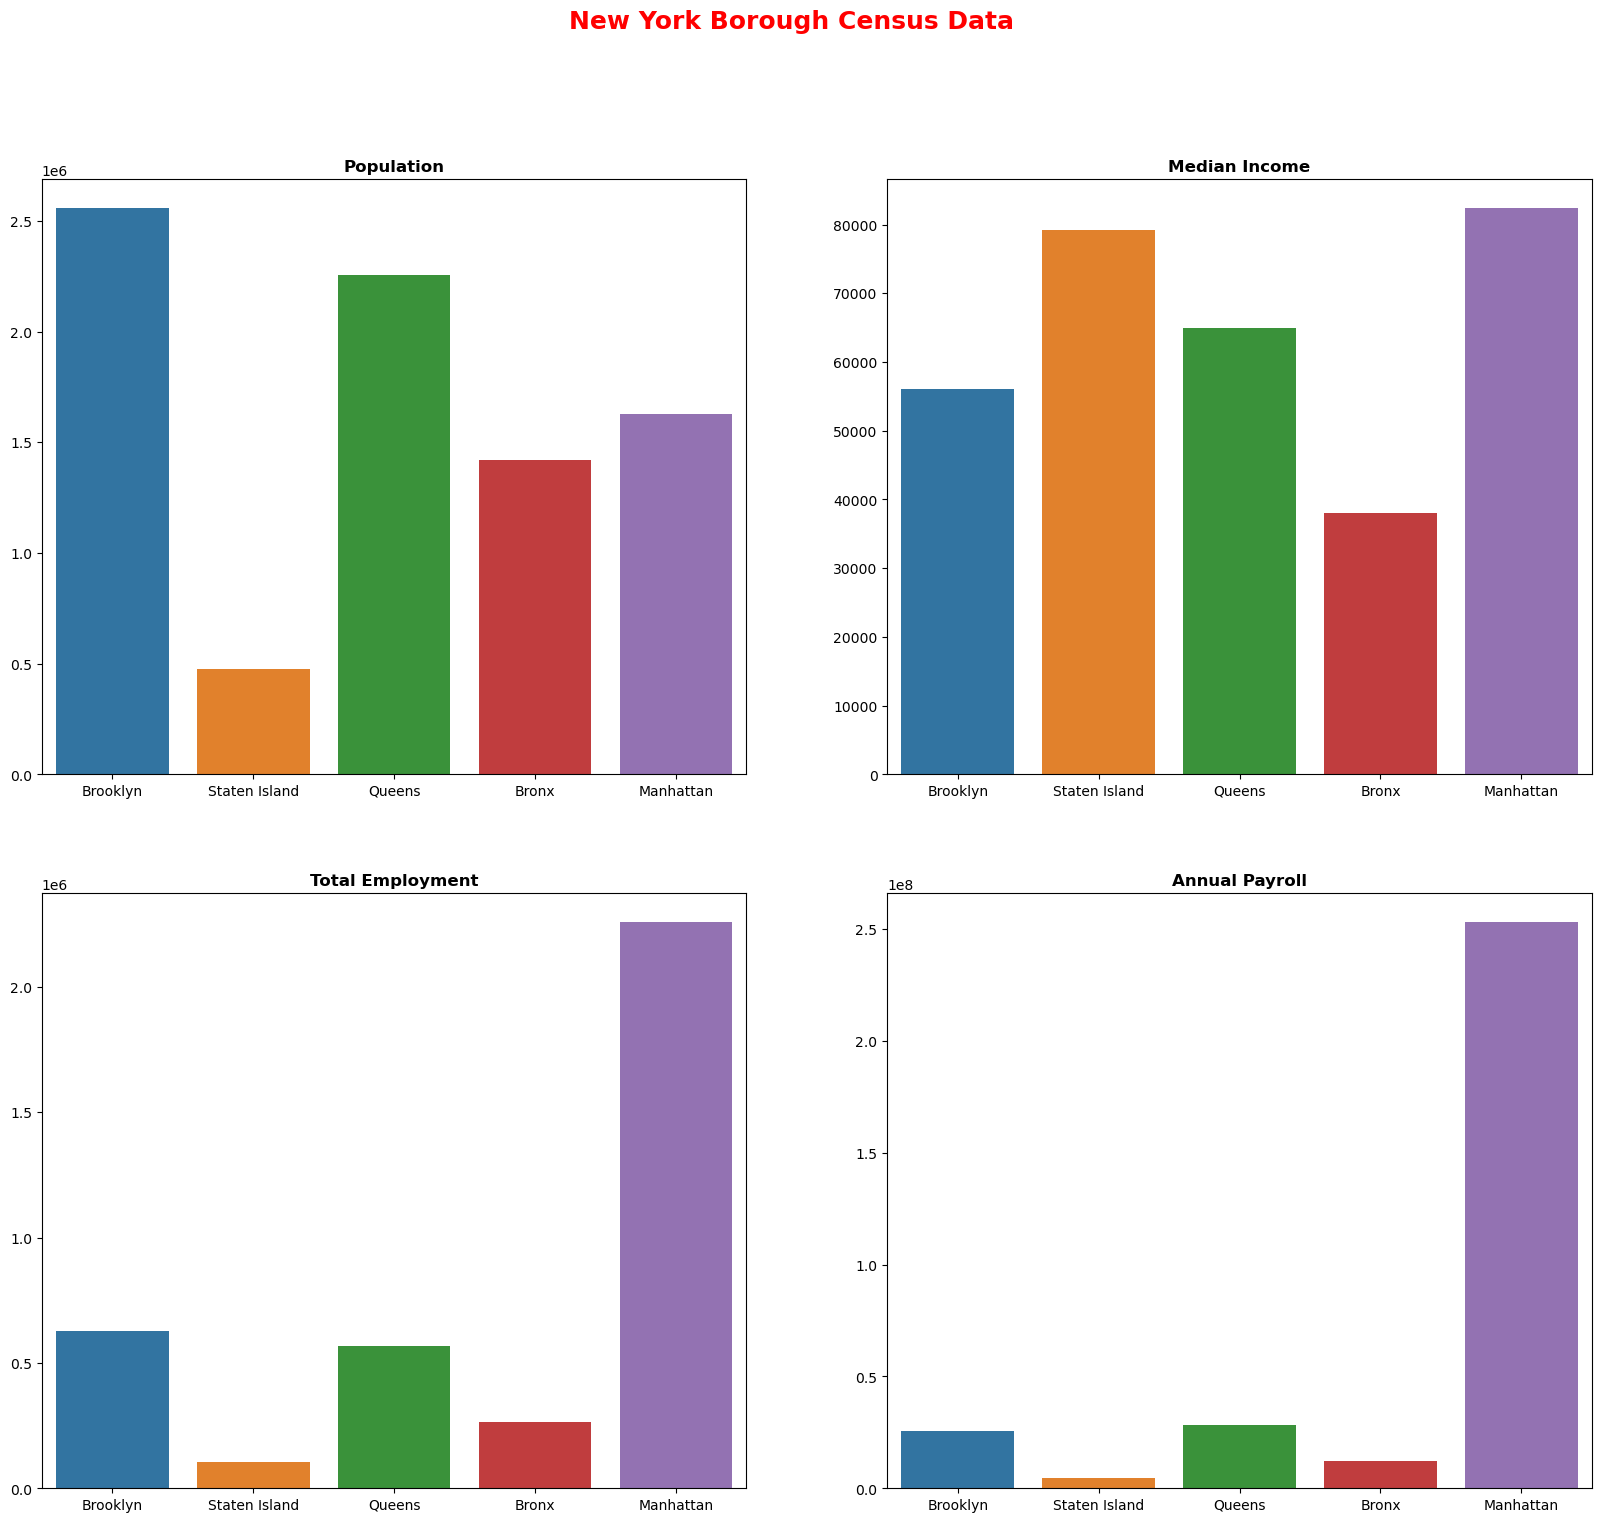 New York Borough Census Data
Population
1e6
2.5
2.0
1.5
1.0
0.5
0.0
Brooklyn Staten Island Queens Bronx Manhattan
Median Income
80000
70000
60000
50000
40000
30000
20000
10000
0
Brooklyn Staten Island Queens Bronx Manhattan
Total Employment
1e6
2.0
1.5
1.0
0.5
0.0
Brooklyn Staten Island Queens Bronx Manhattan
Annual Payroll
1e8
2.5
2.0
1.5
1.0
0.5
0.0
Brooklyn Staten Island Queens Bronx Manhattan